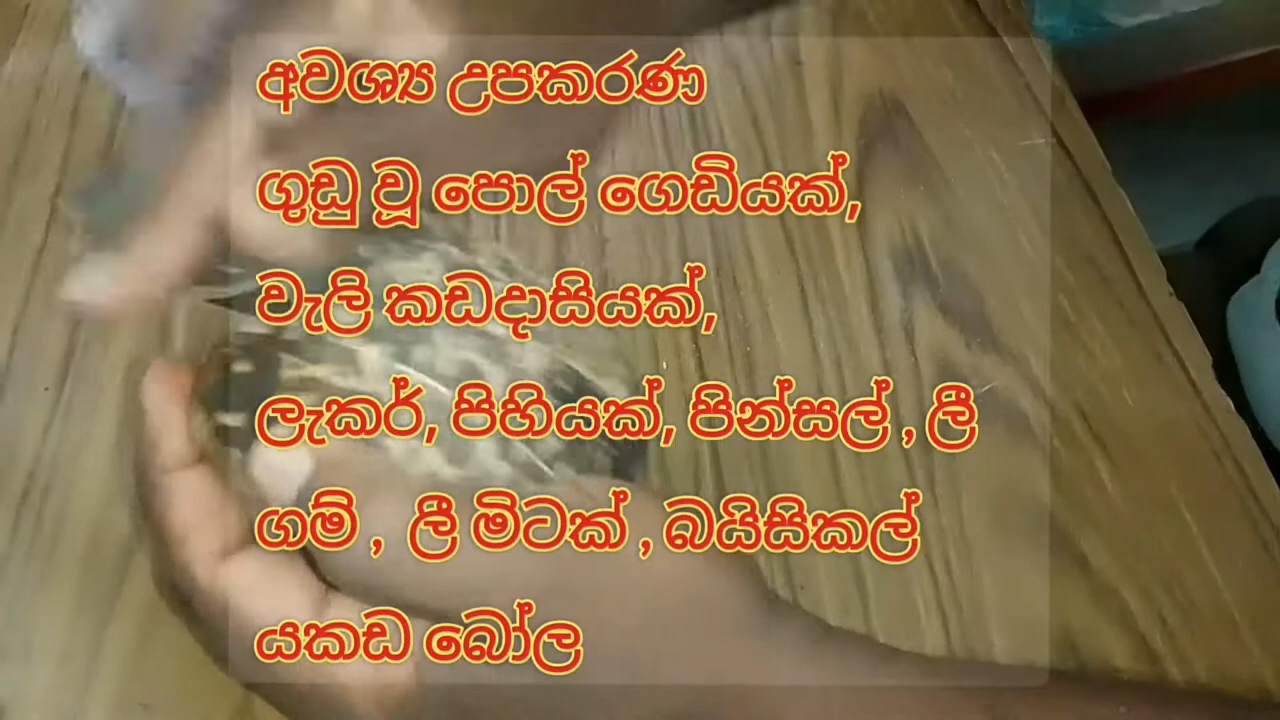 අවශ්‍ය උපකරණ
ගුඩු වූ පොල් ගෙඩියක්,
වැලි කඩදාසියක්,
ලැකර්, පිහියක්, පින්සල් , ලී
ගම් , ලී මිටක් , බයිසිකල්
යකඩ බෝල